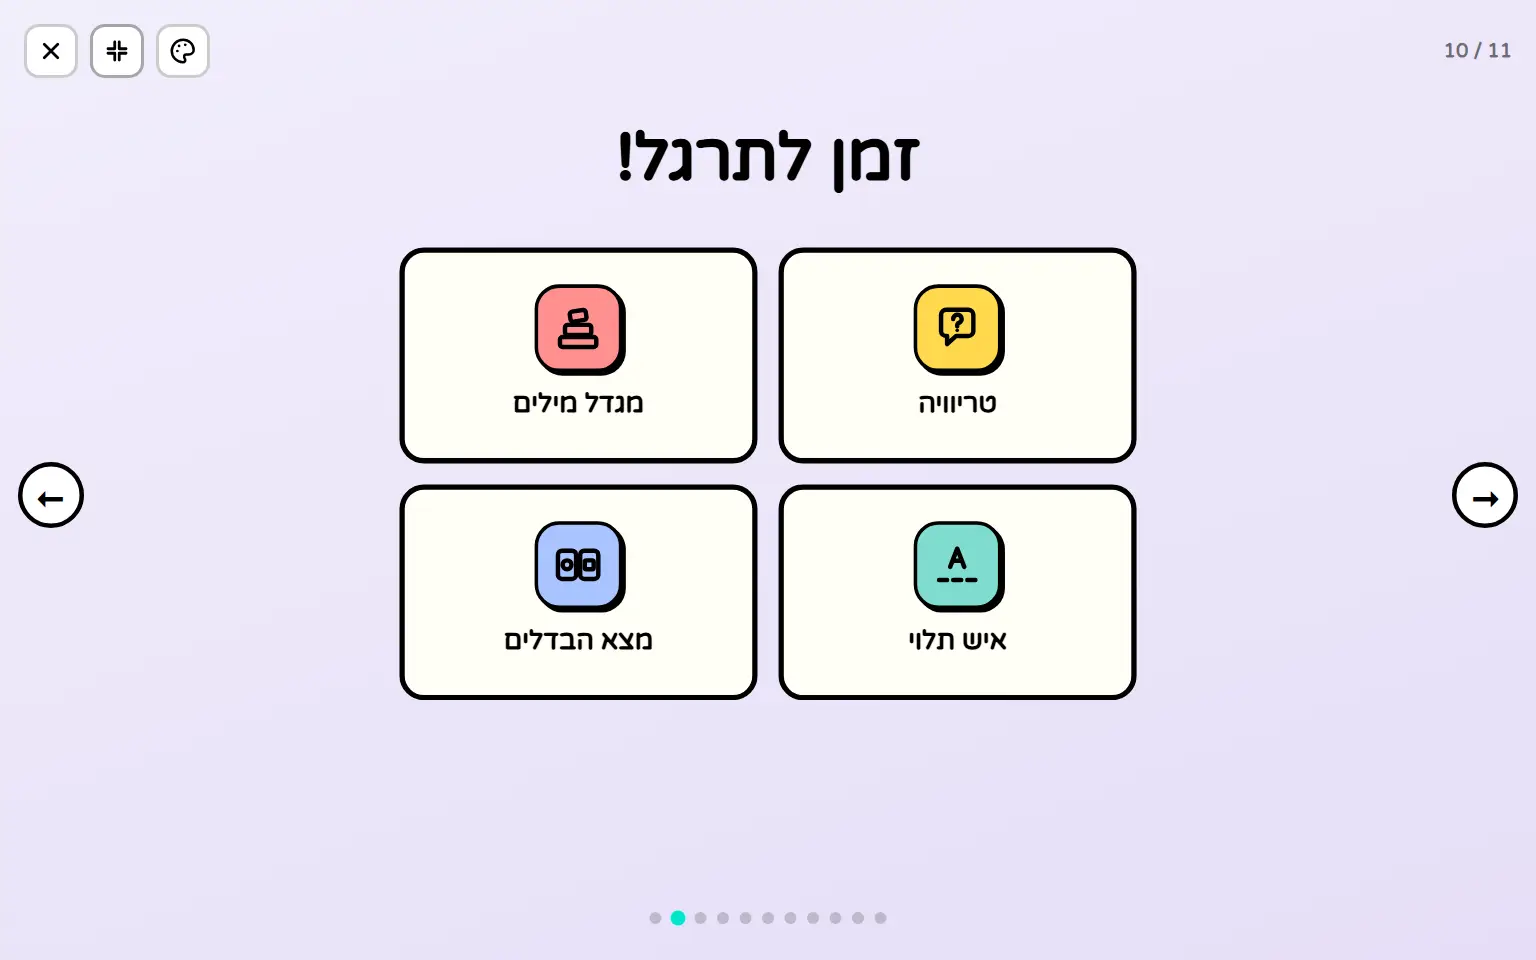 10 / 11
זמן לתרגל!
טריוויה
מגדל מילים
איש תלוי
מצא הבדלים